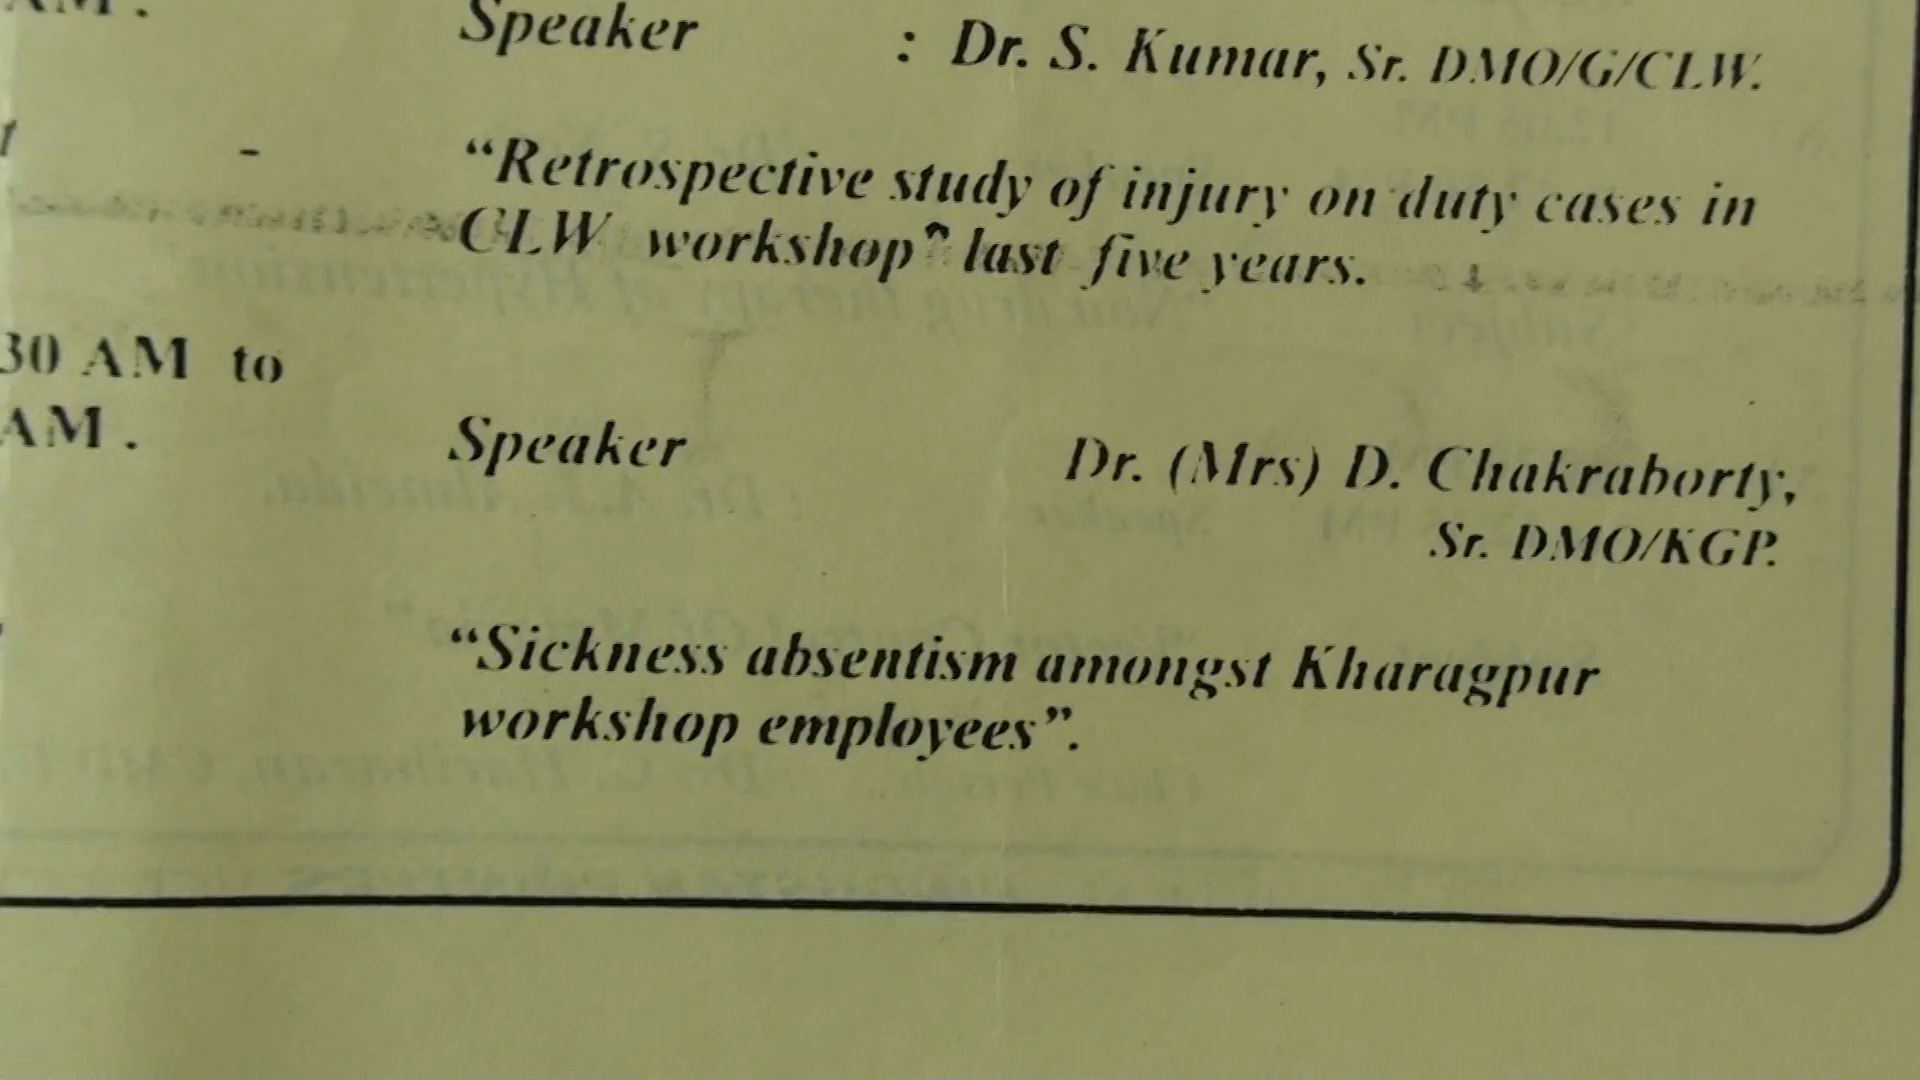 AM .
Speaker : Dr. S. Kumar, Sr. DMO/G/CLW.
- “Retrospective study of injury on duty cases in
CLW workshop” last five years.
30 AM to
AM .
Speaker Dr. (Mrs) D. Chakraborty,
Sr. DMO/KGP.
“Sickness absentism amongst Kharagpur
workshop employees”.